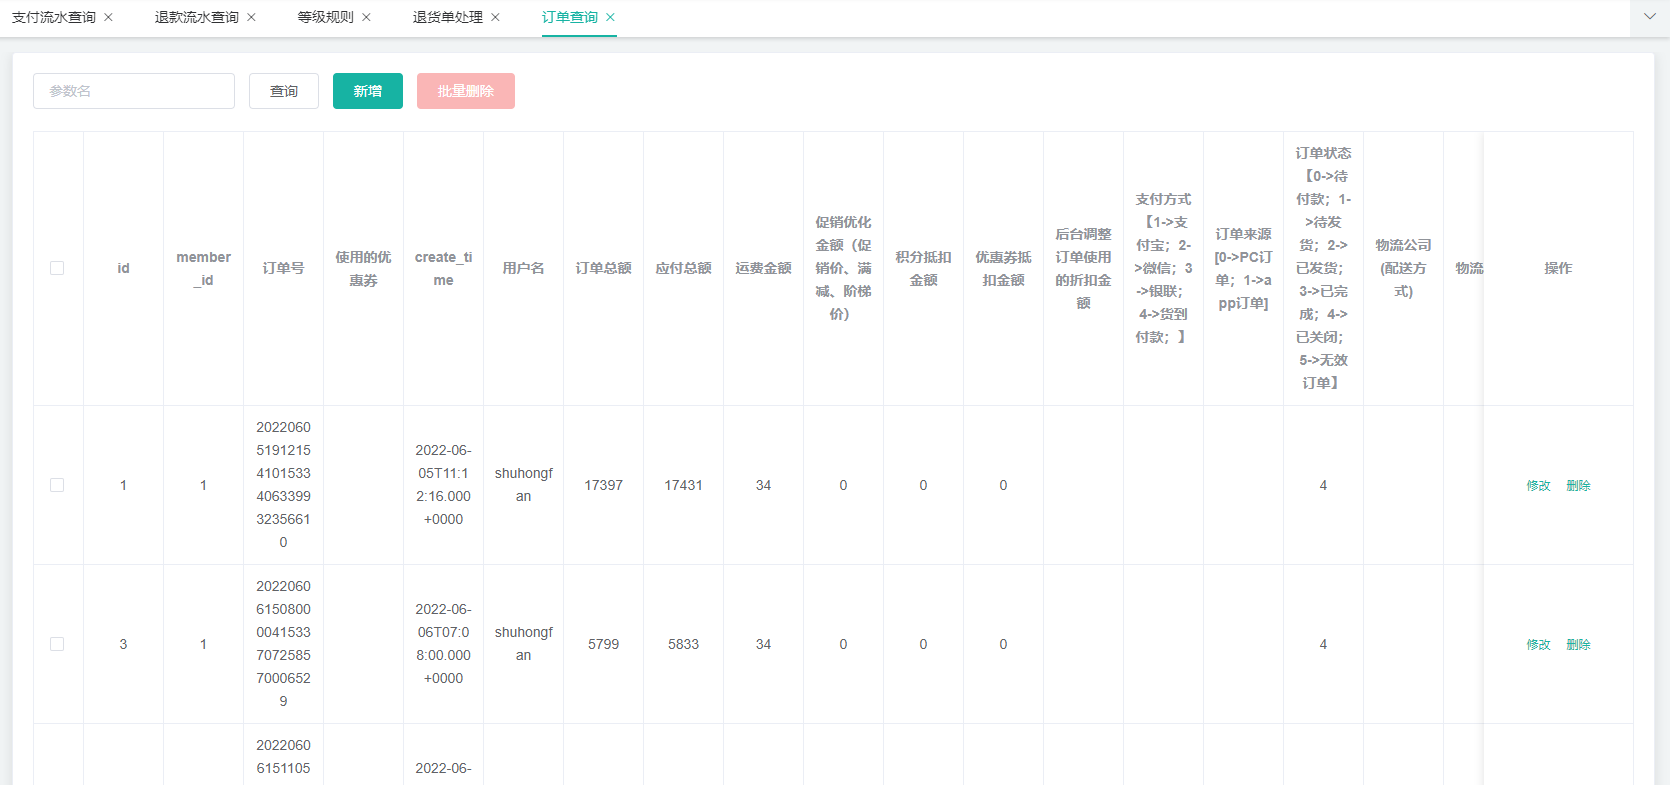 支付流水查询 × 退款流水查询 × 等级规则 × 退货单处理 × 订单查询 ×
参数名 查询 新增 批量删除
id
member
_id
订单号
使用的优
惠券
create_ti
me
用户名
订单总额
应付总额
运费金额
促销优化
金额（促
销价、满
减、阶梯
价）
积分抵扣
金额
优惠券抵
扣金额
后台调整
订单使用
的折扣金
额
支付方式
【1->支
付宝；2-
>微信；3
->银联；
4->货到
付款；】
订单来源
[0->PC订
单；1->a
pp订单]
订单状态
【0->待
付款；1-
>待发
货；2->
已发货；
3->已完
成；4->
已关闭；
5->无效
订单】
物流公司
(配送方
式)
物流
操作
1
1
2022060
5191215
4101533
4063399
3235661
0
2022-06-
05T11:1
2:16.000
+0000
shuhongf
an
17397
17431
34
0
0
0
4
修改 删除
3
1
2022060
6150800
0041533
7072585
7000652
9
2022-06-
06T07:0
8:00.000
+0000
shuhongf
an
5799
5833
34
0
0
0
4
修改 删除
2022060
6151105
2022-06-